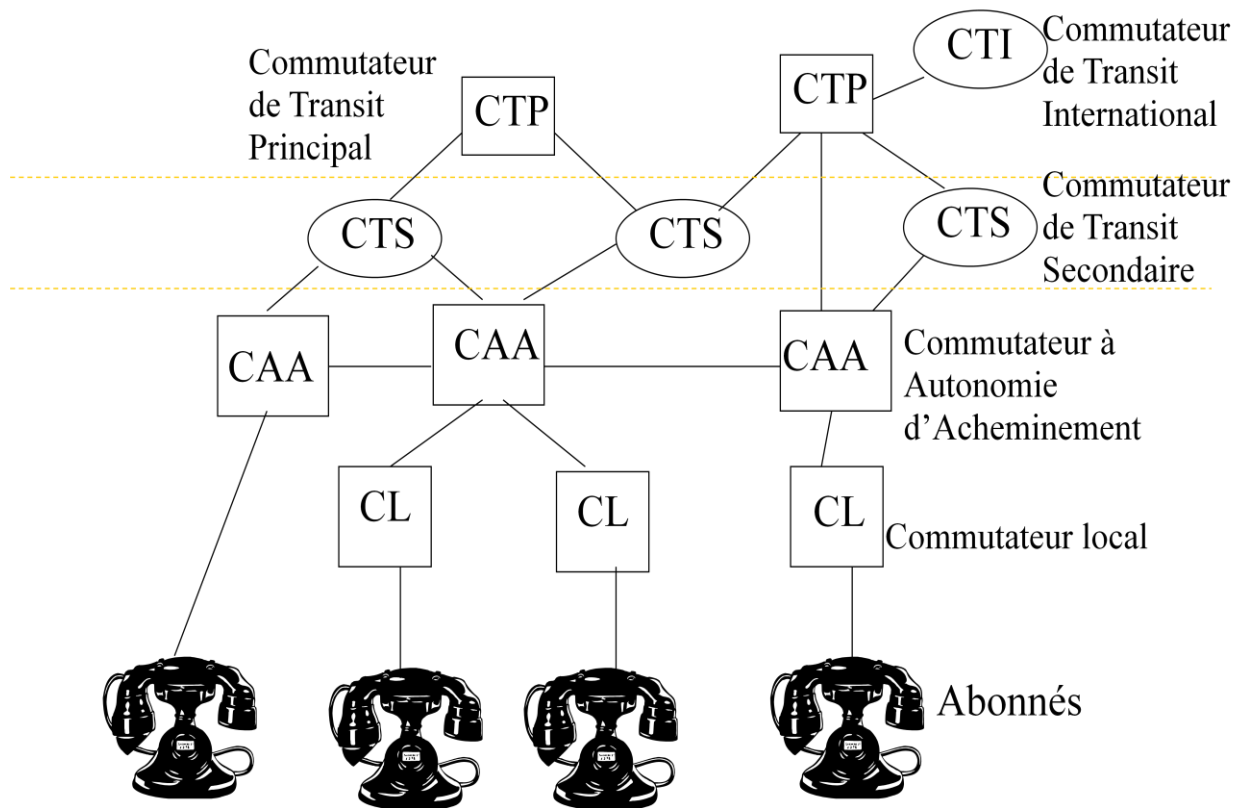 CTI
Commutateur
de Transit
International
Commutateur
de Transit
Principal
CTP
CTP
CTS
CTS
CTS
Commutateur
de Transit
Secondaire
CAA
CAA
CAA
Commutateur à
Autonomie
d'Acheminement
CL
CL
CL
Commutateur local
Abonnés